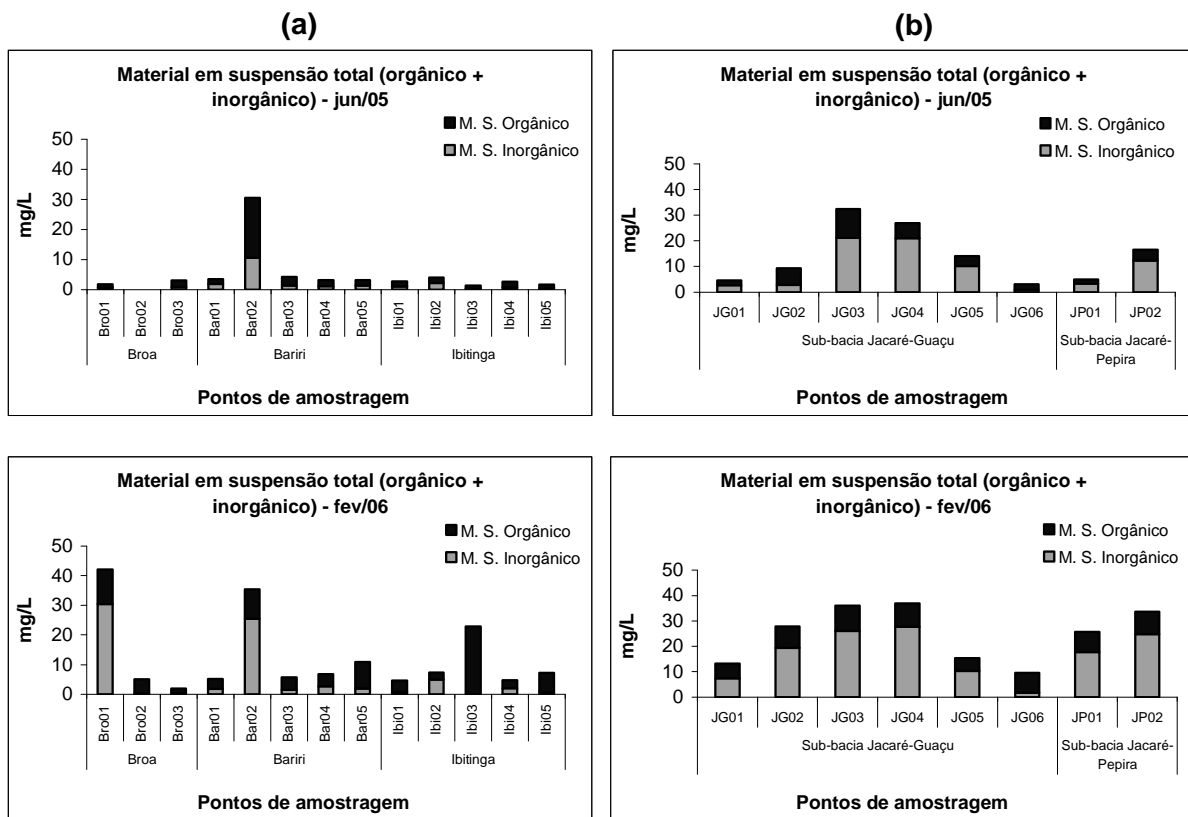 (a)
Material em suspensão total (orgânico +
inorgânico) - jun/05
M. S. Orgânico
M. S. Inorgânico
50
40
30
20
10
0
mg/L
Bro01
Bro02
Bro03
Bar01
Bar02
Bar03
Bar04
Bar05
Ibi01
Ibi02
Ibi03
Ibi04
Ibi05
Broa
Bariri
Ibitinga
Pontos de amostragem
(b)
Material em suspensão total (orgânico +
inorgânico) - jun/05
M. S. Orgânico
M. S. Inorgânico
50
40
30
20
10
0
mg/L
JG01
JG02
JG03
JG04
JG05
JG06
JP01
JP02
Sub-bacia Jacaré-Guaçu
Sub-bacia Jacaré-
Pepira
Pontos de amostragem
Material em suspensão total (orgânico +
inorgânico) - fev/06
M. S. Orgânico
M. S. Inorgânico
50
40
30
20
10
0
mg/L
Bro01
Bro02
Bro03
Bar01
Bar02
Bar03
Bar04
Bar05
Ibi01
Ibi02
Ibi03
Ibi04
Ibi05
Broa
Bariri
Ibitinga
Pontos de amostragem
Material em suspensão total (orgânico +
inorgânico) - fev/06
M. S. Orgânico
M. S. Inorgânico
50
40
30
20
10
0
mg/L
JG01
JG02
JG03
JG04
JG05
JG06
JP01
JP02
Sub-bacia Jacaré-Guaçu
Sub-bacia Jacaré-
Pepira
Pontos de amostragem